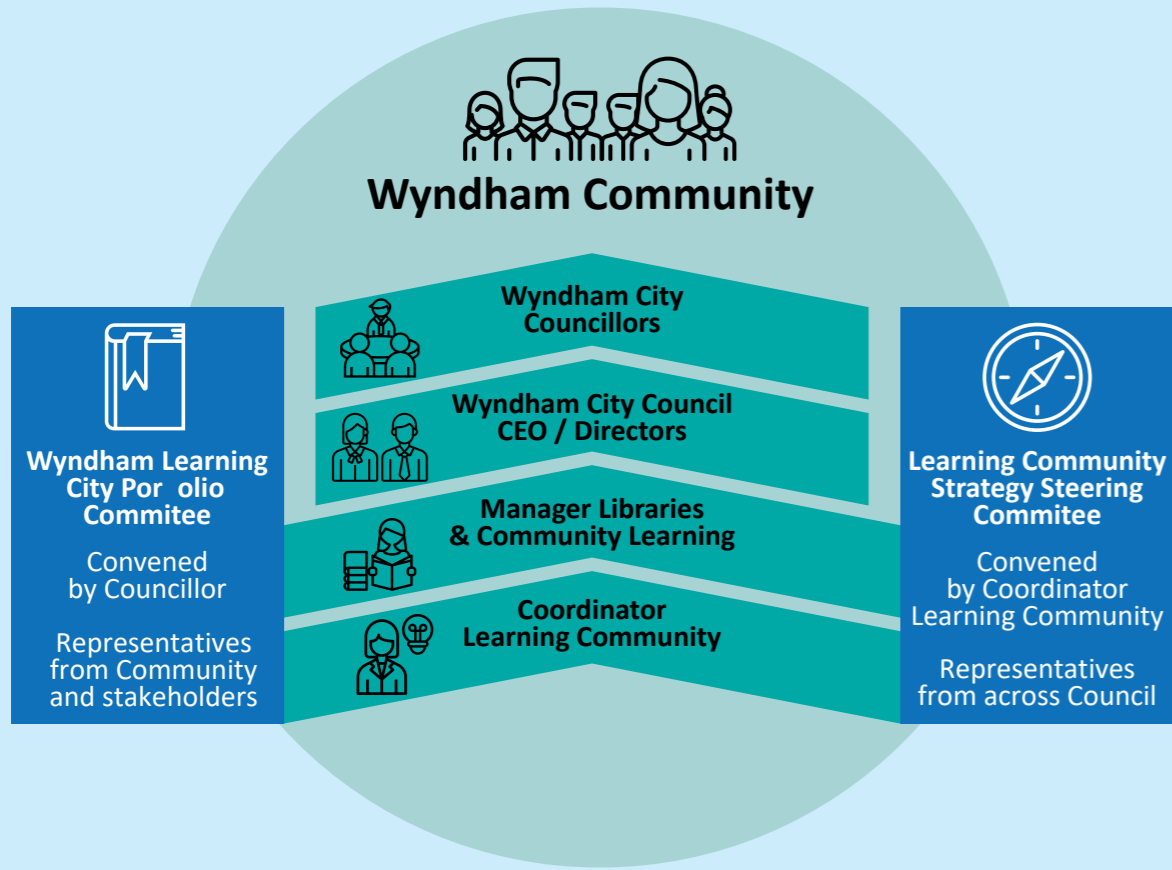 Wyndham Community
Wyndham City
Councillors
Wyndham City Council
CEO / Directors
Manager Libraries
& Community Learning
Coordinator
Learning Community
Wyndham Learning
City Por olio
Commitee
Convened
by Councillor
Representatives
from Community
and stakeholders
Learning Community
Strategy Steering
Commitee
Convened
by Coordinator
Learning Community
Representatives
from across Council